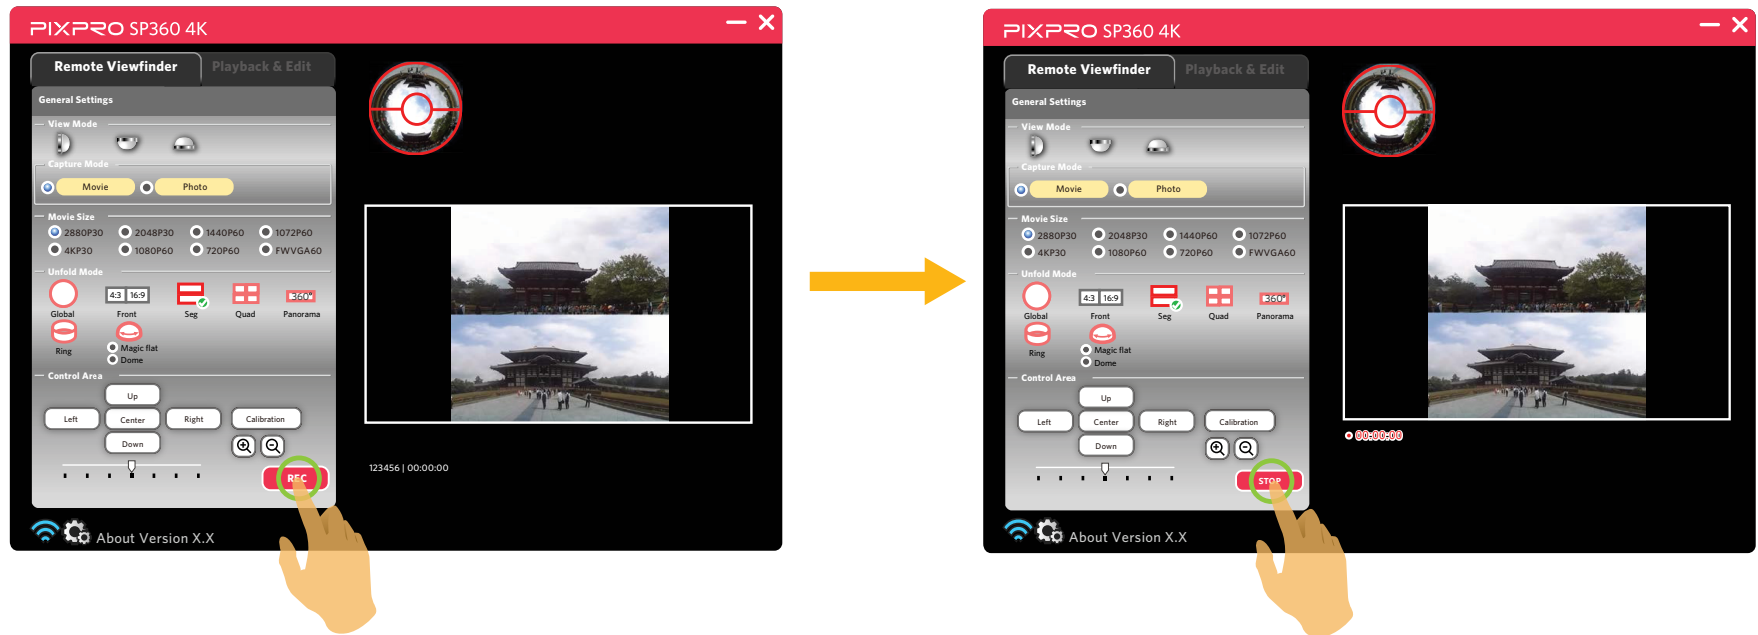 PIXPRO SP360 4K
Remote Viewfinder Playback & Edit
General Settings
View Mode
Capture Mode
Movie Photo
Movie Size
2880P30 2048P30 1440P60 1072P60
4KP30 1080P60 720P60 FWVGA60
Unfold Mode
4:3 16:9 360°
Global Front Seg Quad Panorama
Ring Magic flat
Dome
Control Area
Up
Left Center Right Calibration
Down
REC
123456 | 00:00:00
About Version X.X
PIXPRO SP360 4K
Remote Viewfinder Playback & Edit
General Settings
View Mode
Capture Mode
Movie Photo
Movie Size
2880P30 2048P30 1440P60 1072P60
4KP30 1080P60 720P60 FWVGA60
Unfold Mode
4:3 16:9 360°
Global Front Seg Quad Panorama
Ring Magic flat
Dome
Control Area
Up
Left Center Right Calibration
Down
STOP
00:00:00
About Version X.X